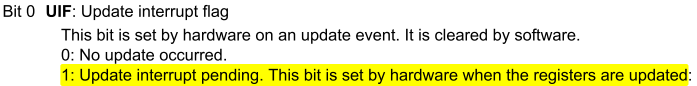 Bit 0 UIF: Update interrupt flag
This bit is set by hardware on an update event. It is cleared by software.
0: No update occurred.
1: Update interrupt pending. This bit is set by hardware when the registers are updated: